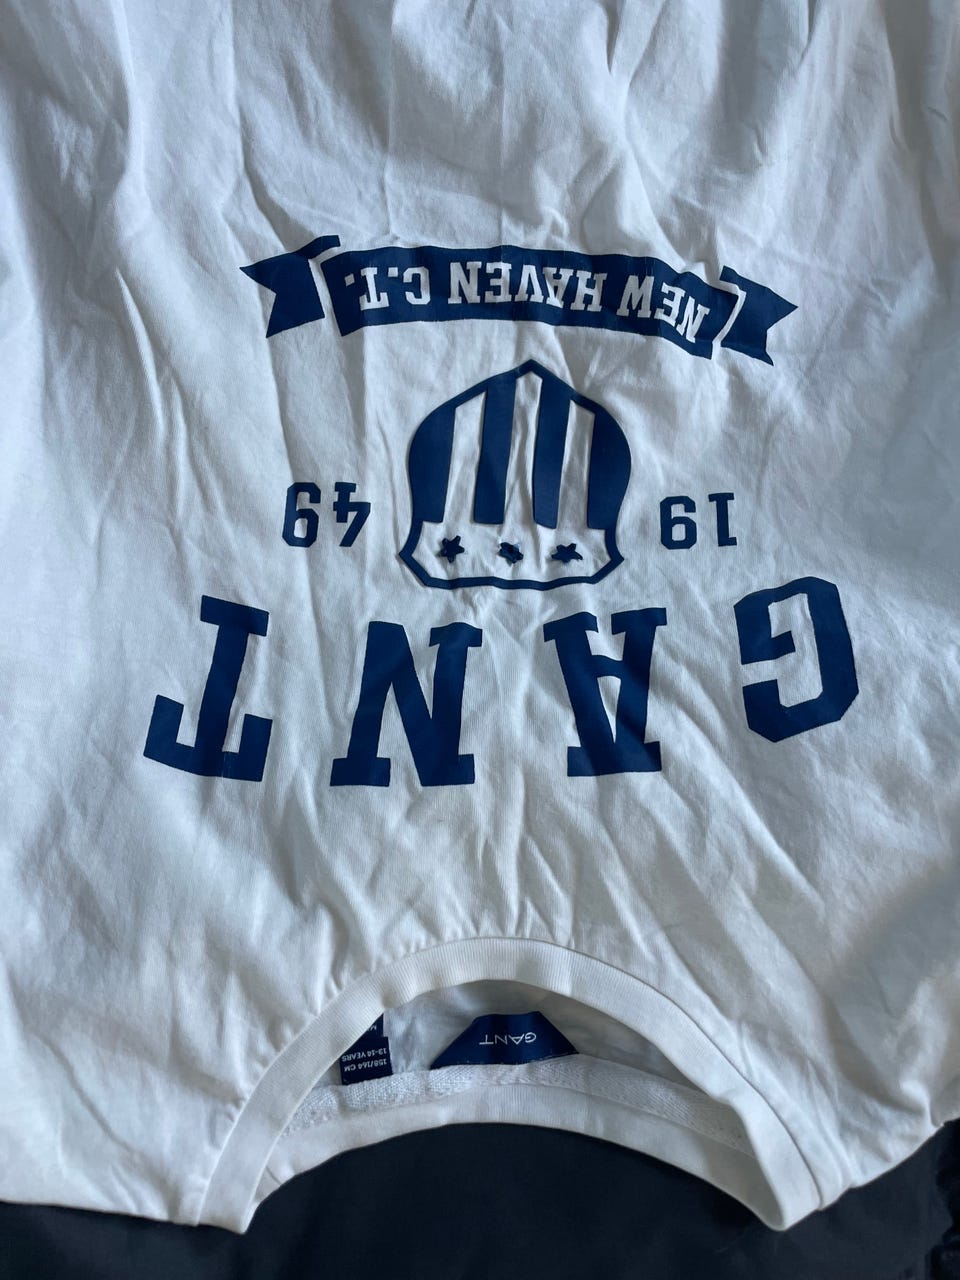 GANT
19 49
NEW HAVEN C.T.
GANT
158/164 CM
13-14 YEARS